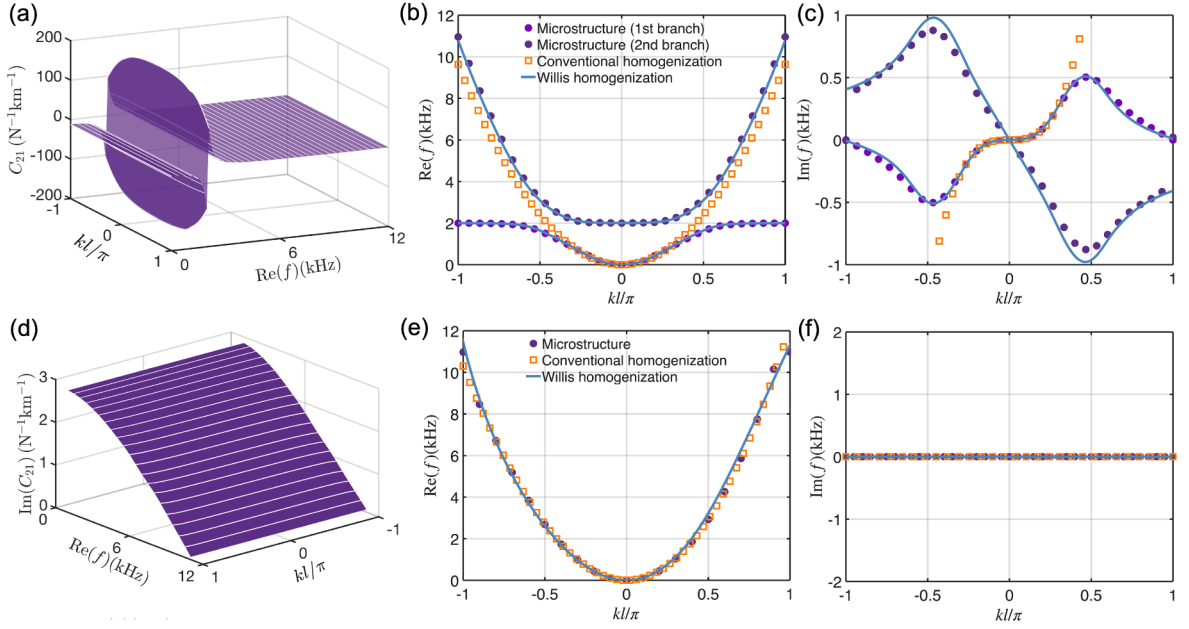 (a)
C₂₁ (N⁻¹km⁻¹)
200
100
0
-100
-200
-1
0
1
kl/π
0
6
12
Re(f)(kHz)
(b)
Microstructure (1st branch)
Microstructure (2nd branch)
Conventional homogenization
Willis homogenization
Re(f)(kHz)
12
10
8
6
4
2
0
-1 -0.5 0 0.5 1
kl/π
(c)
Im(f)(kHz)
1
0.5
0
-0.5
-1
-1 -0.5 0 0.5 1
kl/π
(d)
Im(C₂₁) (N⁻¹km⁻¹)
3
2
1
0
0
6
12
Re(f)(kHz)
1
0
-1
kl/π
(e)
Microstructure
Conventional homogenization
Willis homogenization
Re(f)(kHz)
12
10
8
6
4
2
0
-1 -0.5 0 0.5 1
kl/π
(f)
Im(f)(kHz)
2
1
0
-1
-2
-1 -0.5 0 0.5 1
kl/π